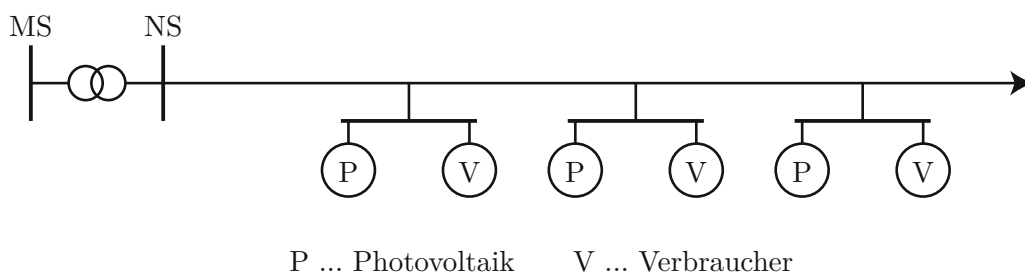 MS NS
P V P V P V
P ... Photovoltaik V ... Verbraucher